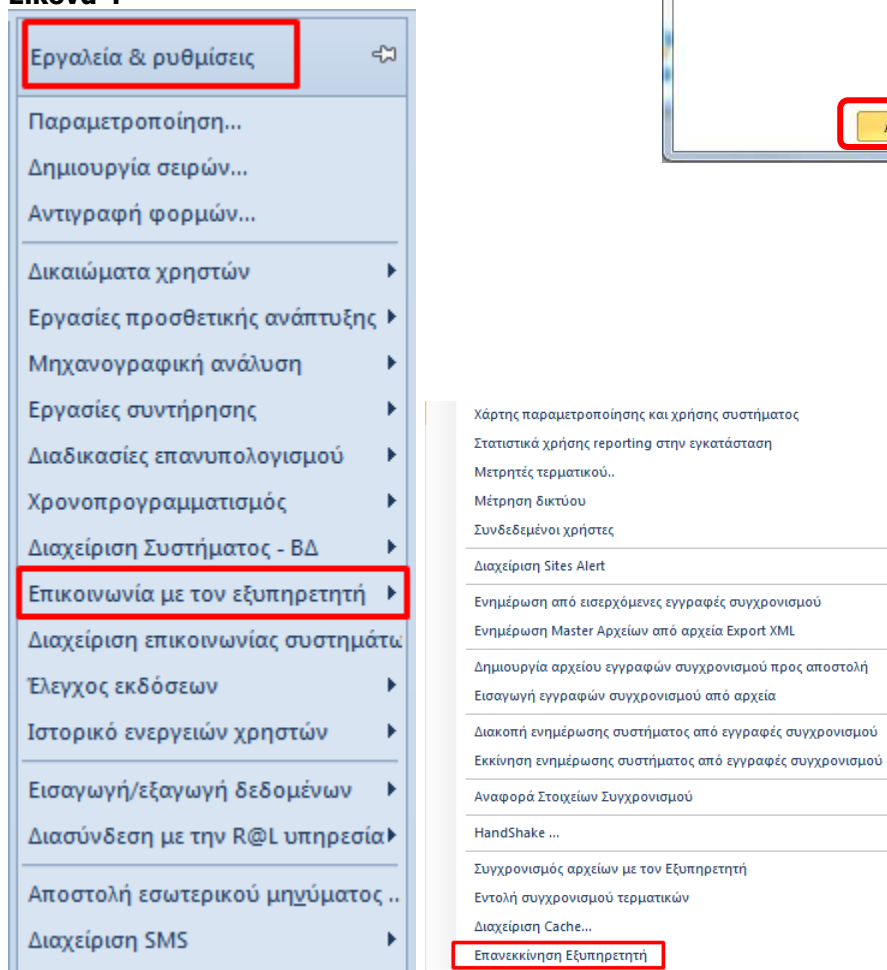 Εργαλεία & ρυθμίσεις
Παραμετροποίηση...
Δημιουργία σειρών...
Αντιγραφή φορμών...
Δικαιώματα χρηστών
Εργασίες προσθετικής ανάπτυξης
Μηχανογραφική ανάλυση
Εργασίες συντήρησης
Διαδικασίες επανυπολογισμού
Χρονοπρογραμματισμός
Διαχείριση Συστήματος - ΒΔ
Επικοινωνία με τον εξυπηρετητή
Διαχείριση επικοινωνίας συστημάτω
Έλεγχος εκδόσεων
Ιστορικό ενεργειών χρηστών
Εισαγωγή/εξαγωγή δεδομένων
Διασύνδεση με την R@L υπηρεσία
Αποστολή εσωτερικού μηνύματος ..
Διαχείριση SMS
Χάρτης παραμετροποίησης και χρήσης συστήματος
Στατιστικά χρήσης reporting στην εγκατάσταση
Μετρητές τερματικού..
Μέτρηση δικτύου
Συνδεδεμένοι χρήστες
Διαχείριση Sites Alert
Ενημέρωση από εισερχόμενες εγγραφές συγχρονισμού
Ενημέρωση Master Αρχείων από αρχεία Export XML
Δημιουργία αρχείου εγγραφών συγχρονισμού προς αποστολή
Εισαγωγή εγγραφών συγχρονισμού από αρχεία
Διακοπή ενημέρωσης συστήματος από εγγραφές συγχρονισμού
Εκκίνηση ενημέρωσης συστήματος από εγγραφές συγχρονισμού
Αναφορά Στοιχείων Συγχρονισμού
HandShake ...
Συγχρονισμός αρχείων με τον Εξυπηρετητή
Εντολή συγχρονισμού τερματικών
Διαχείριση Cache...
Επανεκκίνηση Εξυπηρετητή